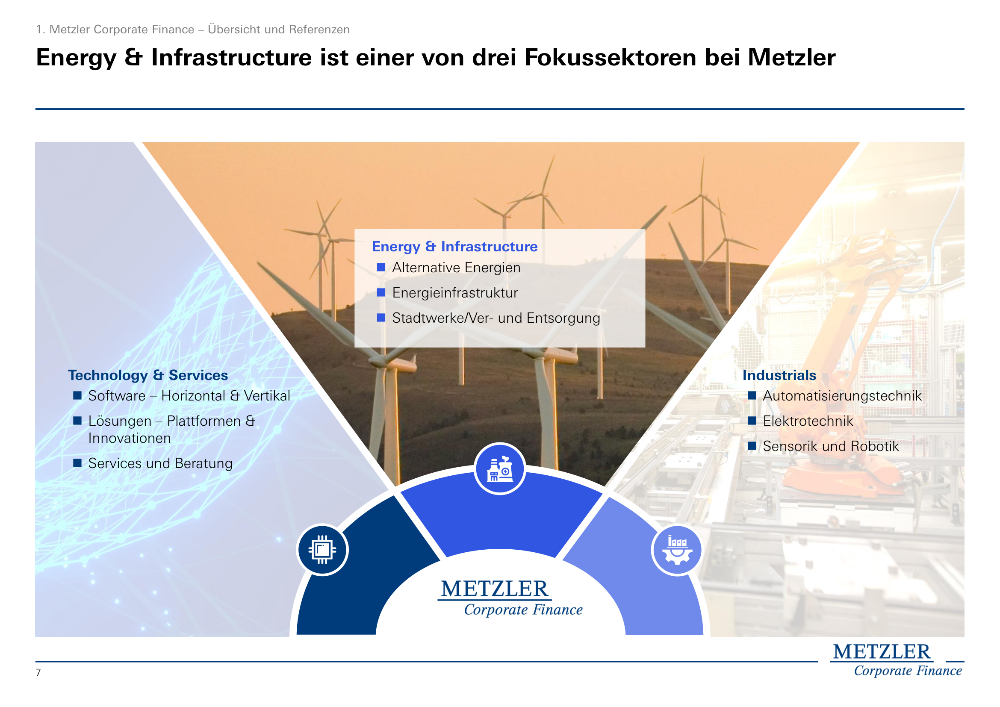 1. Metzler Corporate Finance – Übersicht und Referenzen
Energy & Infrastructure ist einer von drei Fokussektoren bei Metzler
Energy & Infrastructure
Alternative Energien
Energieinfrastruktur
Stadtwerke/Ver- und Entsorgung
Technology & Services
Software – Horizontal & Vertikal
Lösungen – Plattformen &
Innovationen
Services und Beratung
Industrials
Automatisierungstechnik
Elektrotechnik
Sensorik und Robotik
METZLER
Corporate Finance
METZLER
Corporate Finance
7